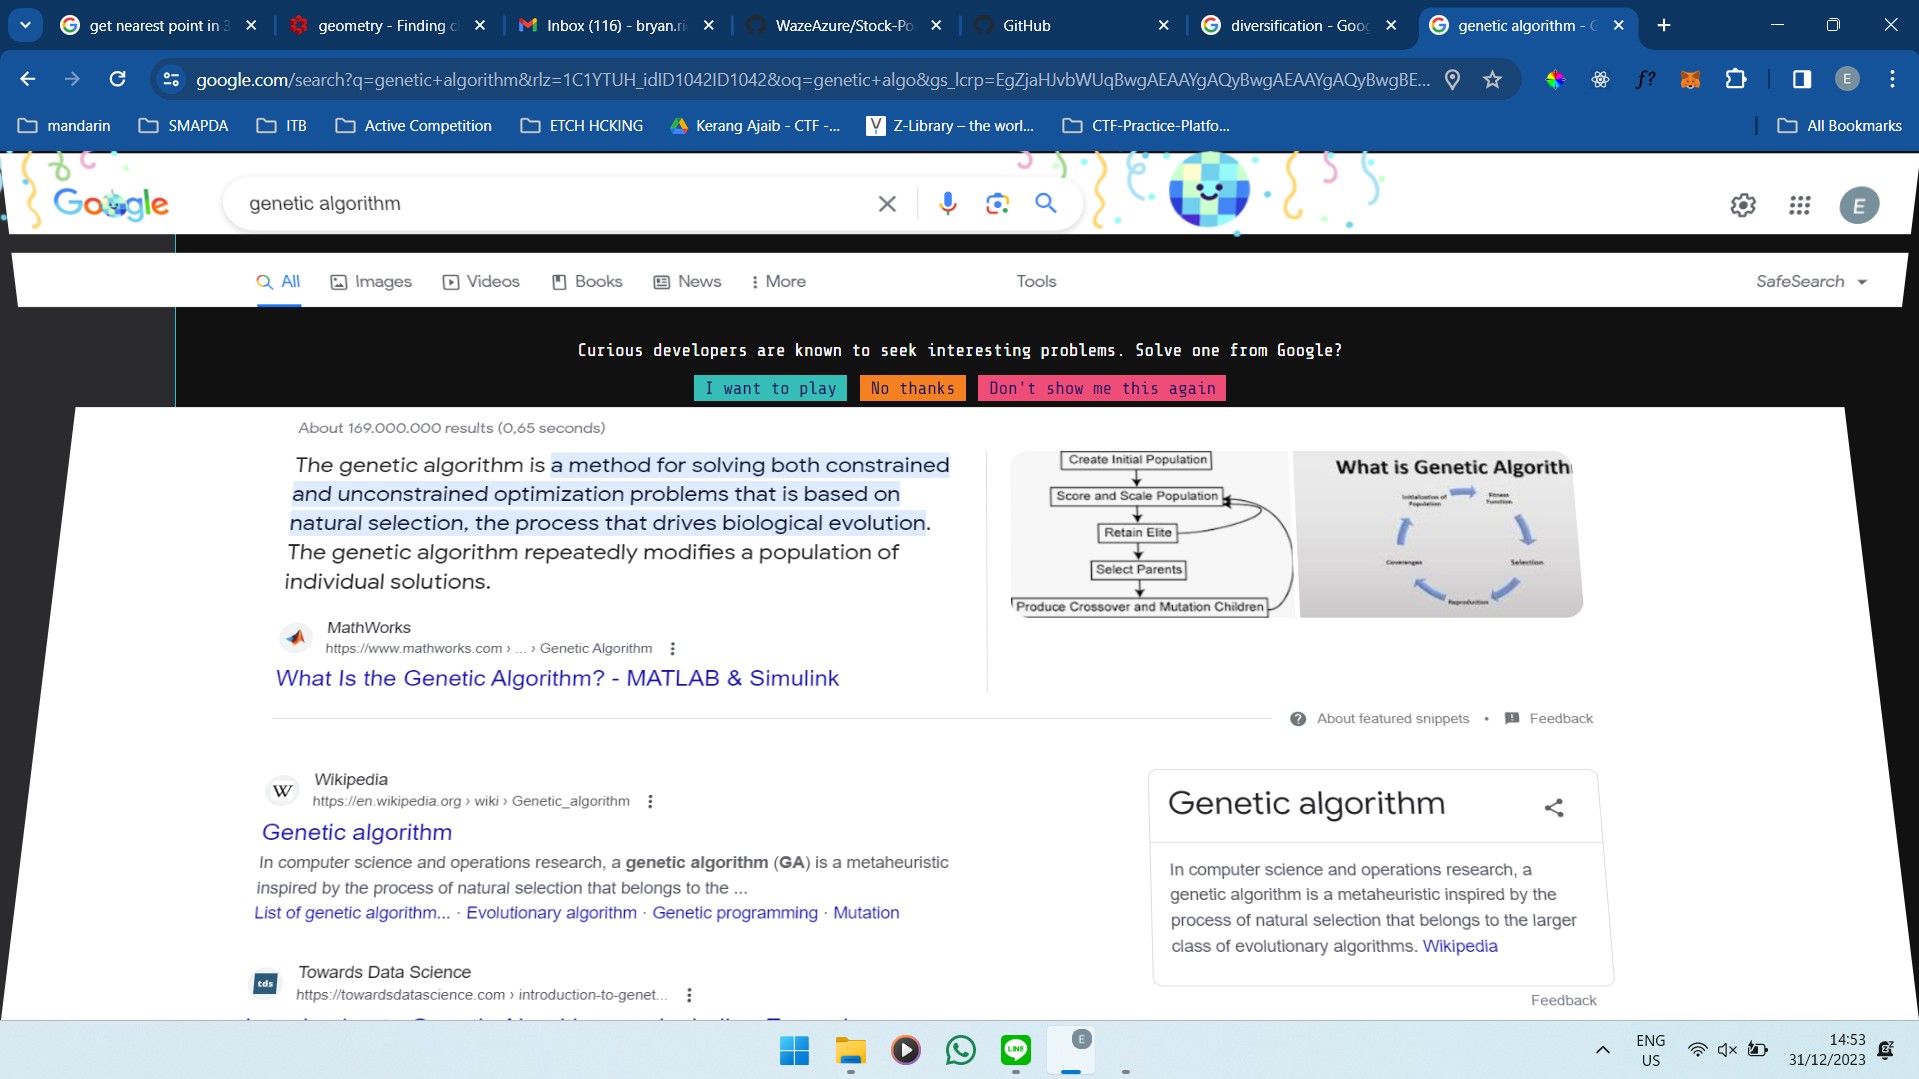 get nearest point in 3
geometry - Finding c
Inbox (116) - bryan.ri
WazeAzure/Stock-Po
GitHub
diversification - Goog
genetic algorithm - G
google.com/search?q=genetic+algorithm&rlz=1C1YTUH_idID1042ID1042&oq=genetic+algo&gs_lcrp=EgZjaHJvbWUqBwgAEAAYgAQyBwgAEAAYgAQyBwgBE...
f?
E
mandarin
SMAPDA
ITB
Active Competition
ETCH HCKING
Kerang Ajaib - CTF -...
Z-Library – the worl...
CTF-Practice-Platfo...
All Bookmarks
Google
genetic algorithm
E
All
Images
Videos
Books
News
More
Tools
SafeSearch
Curious developers are known to seek interesting problems. Solve one from Google?
I want to play
No thanks
Don't show me this again
About 169.000.000 results (0,65 seconds)
The genetic algorithm is a method for solving both constrained
and unconstrained optimization problems that is based on
natural selection, the process that drives biological evolution.
The genetic algorithm repeatedly modifies a population of
individual solutions.
Create Initial Population
Score and Scale Population
Retain Elite
Select Parents
Produce Crossover and Mutation Children
What is Genetic Algorith
Initialization of
Population
Fitness
Function
Selection
Reproduction
Coveranges
MathWorks
https://www.mathworks.com › ... › Genetic Algorithm
What Is the Genetic Algorithm? - MATLAB & Simulink
About featured snippets
•
Feedback
W
Wikipedia
https://en.wikipedia.org › wiki › Genetic_algorithm
Genetic algorithm
In computer science and operations research, a genetic algorithm (GA) is a metaheuristic
inspired by the process of natural selection that belongs to the ...
List of genetic algorithm... · Evolutionary algorithm · Genetic programming · Mutation
Genetic algorithm
In computer science and operations research, a
genetic algorithm is a metaheuristic inspired by the
process of natural selection that belongs to the larger
class of evolutionary algorithms. Wikipedia
Feedback
tds
Towards Data Science
https://towardsdatascience.com › introduction-to-genet...
E
LINE
ENG
US
14:53
31/12/2023